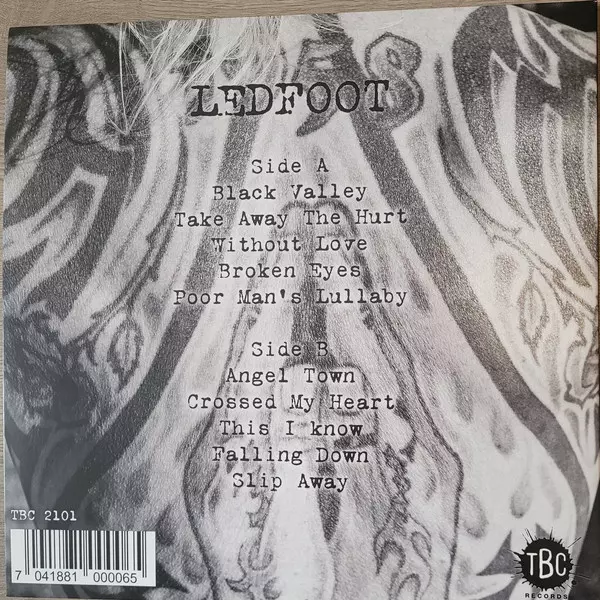 58
LEDFOOT
Side A
Black Valley
Take Away The Hurt
Without Love
Broken Eyes
Poor Man's Lullaby
Side B
Angel Town
Crossed My Heart
This I know
Falling Down
Slip Away
TBC 2101
7 041881 000065
TBC
RECORDS